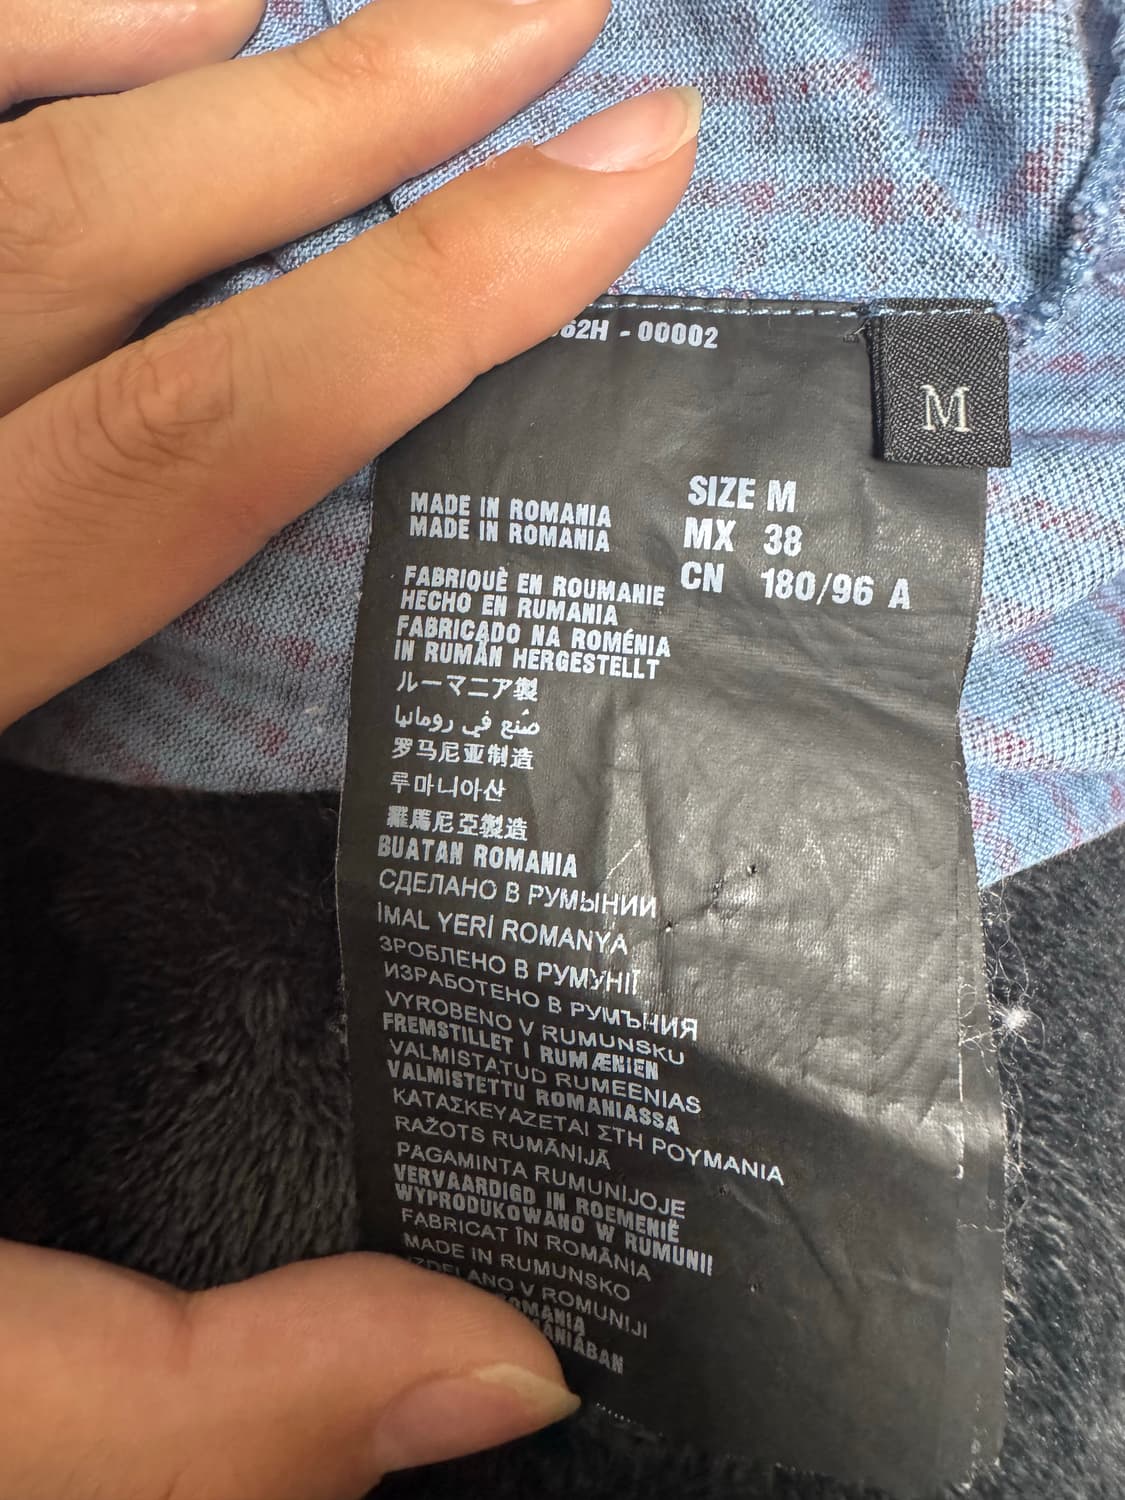 62H - 00002
M
SIZE M
MX 38
CN 180/96 A
MADE IN ROMANIA
MADE IN ROMANIA
FABRIQUÈ EN ROUMANIE
HECHO EN RUMANIA
FABRICADO NA ROMÉNIA
IN RUMÄN HERGESTELLT
ルーマニア製
صنع في رومانيا
罗马尼亚制造
루마니아산
羅馬尼亞製造
BUATAN ROMANIA
СДЕЛАНО В РУМЫНИИ
İMAL YERİ ROMANYA
ЗРОБЛЕНО В РУМУНІЇ
ИЗРАБОТЕНО В РУМЪНИЯ
VYROBENO V RUMUNSKU
FREMSTILLET I RUMÆNIEN
VALMISTATUD RUMEENIAS
VALMISTETTU ROMANIASSA
ΚΑΤΑΣΚΕΥΑΖΕΤΑΙ ΣΤΗ ΡΟΥΜΑΝΙΑ
RAŽOTS RUMĀNIJĀ
PAGAMINTA RUMUNIJOJE
VERVAARDIGD IN ROEMENIË
WYPRODUKOWANO W RUMUNII
FABRICAT ÎN ROMÂNIA
MADE IN RUMUNSKO
IZDELANO V ROMUNIJI
ROMANIA